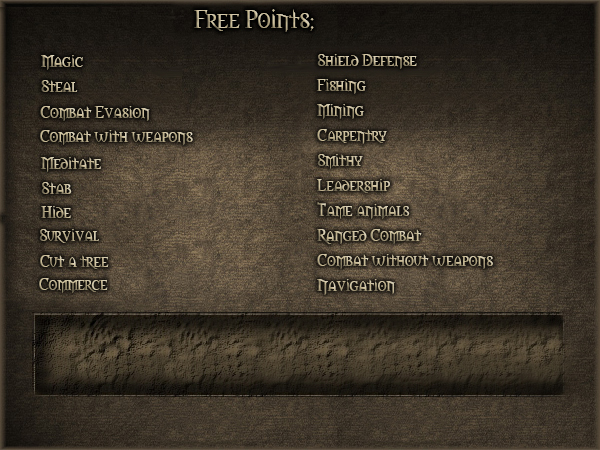 Free Points:
Magic
Steal
Combat Evasion
Combat with weapons
Meditate
Stab
Hide
Survival
Cut a tree
Commerce
Shield Defense
Fishing
Mining
Carpentry
Smithy
Leadership
Tame animals
Ranged Combat
Combat without weapons
Navigation